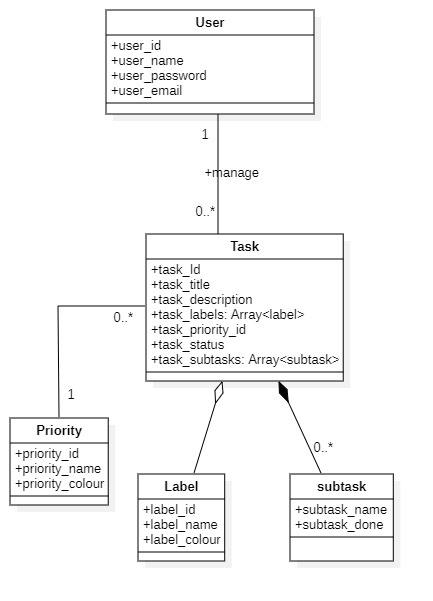 User
+user_id
+user_name
+user_password
+user_email
1
+manage
0..*
Task
+task_Id
+task_title
+task_description
+task_labels: Array<label>
+task_priority_id
+task_status
+task_subtasks: Array<subtask>
0..*
1
Priority
+priority_id
+priority_name
+priority_colour
Label
+label_id
+label_name
+label_colour
0..*
subtask
+subtask_name
+subtask_done